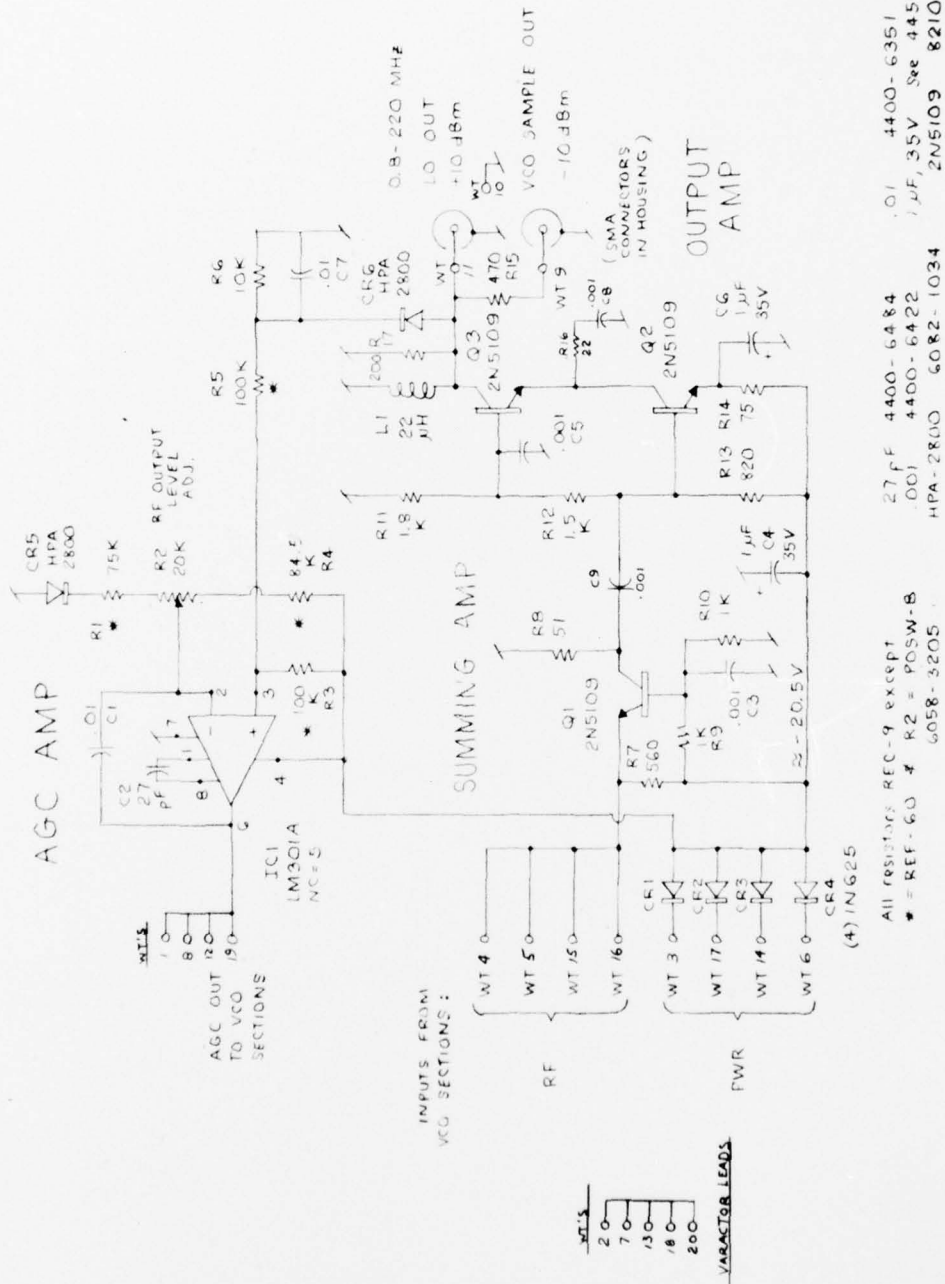 AGC AMP
CR5
HPA
2800
R1
*
75K
R2
20K
RF OUTPUT
LEVEL
ADJ.
84.5
K
R4
*
100
K
R3
*
.01
C1
C2
27
PF
7
1
8
2
3
4
6
-
+
IC1
LM301A
NC=5
WT'S
1
8
12
19
AGC OUT
TO VCO
SECTIONS
R5
100K
*
R6
10K
.01
C7
CR6
HPA
2800
200
R
17
L1
22
µH
0.8-220 MHz
LO OUT
+10 dBm
WT
11
WT
10
470
R15
VCO SAMPLE OUT
-10 dBm
WT 9
(SMA
CONNECTORS
IN HOUSING)
OUTPUT
AMP
Q3
2N5109
R16
22
.001
C8
Q2
2N5109
.001
C5
C6
1µF
35V
R14
75
R13
820
R11
1.8
K
R12
1.5
K
SUMMING AMP
R8
51
C9
.001
Q1
2N5109
R7
560
1K
R9
.001
C3
R10
1K
1µF
C4
35V
≈-20.5V
INPUTS FROM
VCO SECTIONS:
RF
WT 4
WT 5
WT 15
WT 16
PWR
WT 3
WT 17
WT 14
WT 6
CR1
CR2
CR3
CR4
(4) 1N625
WT'S
2
7
13
18
20
VARACTOR LEADS
All resistors REC-9 except
* = REF-60 & R2 = POSW-B
6058-3205
27pF 4400-6484
.001 4400-6422
HPA-2800 6082-1034
.01 4400-6351
1µF, 35V See 445
2N5109 8210